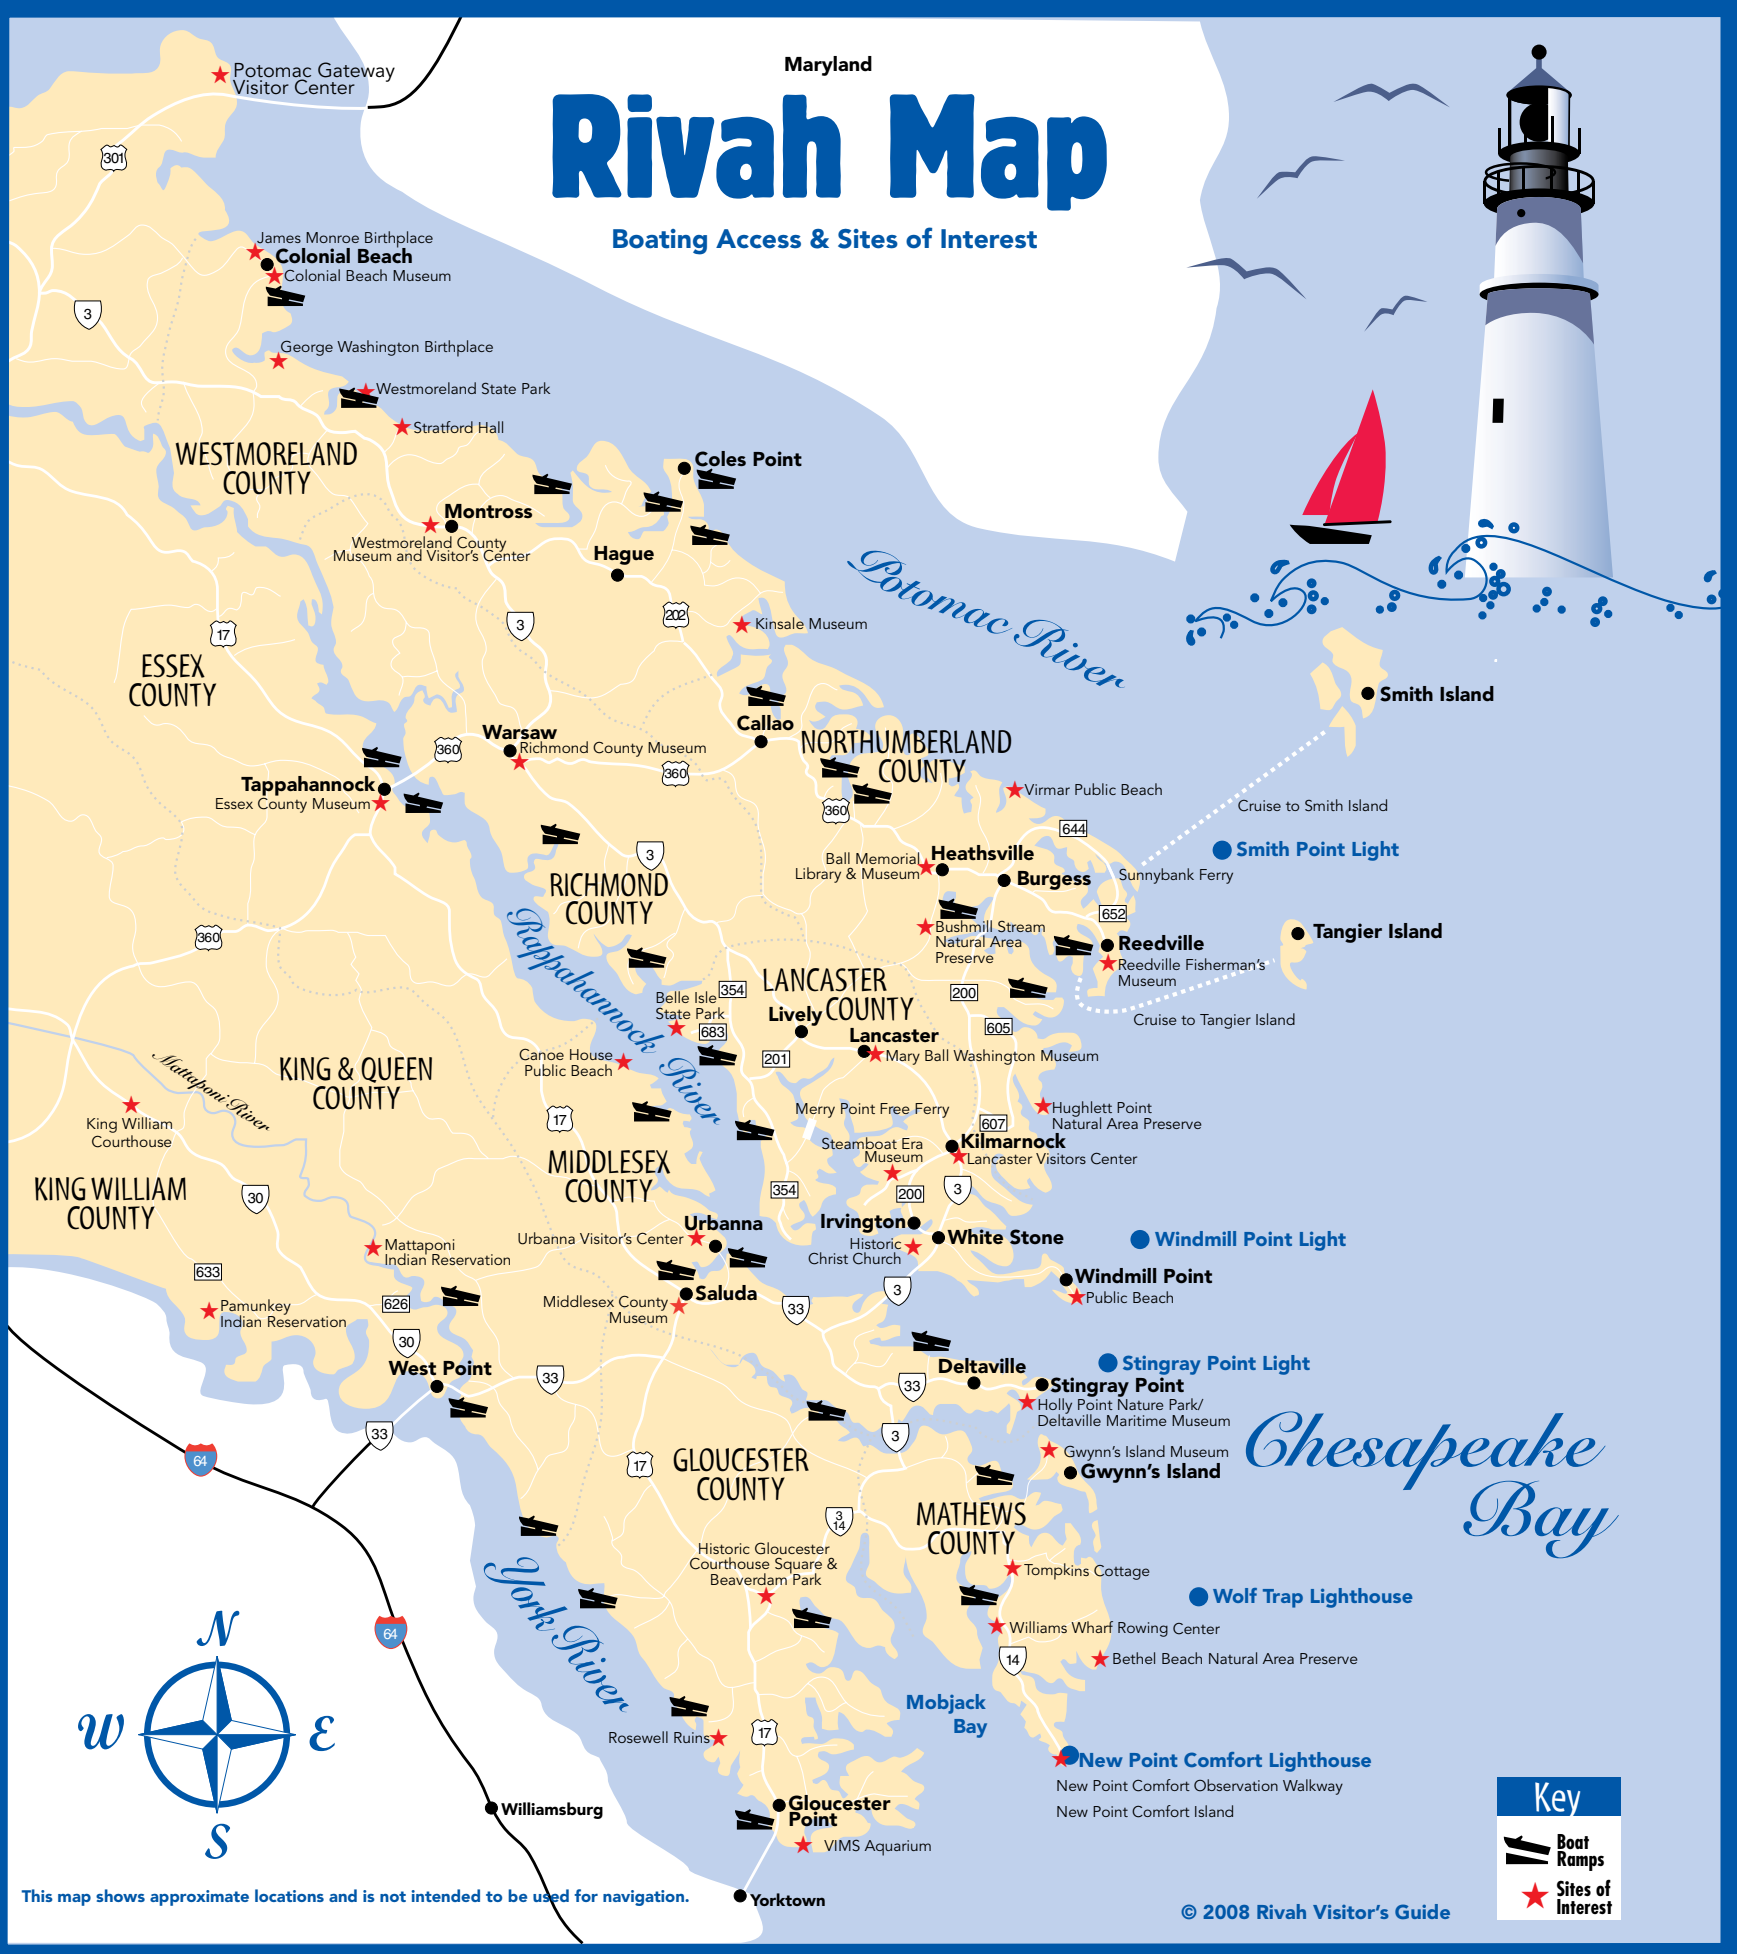 Maryland
Rivah Map
Boating Access & Sites of Interest
Potomac Gateway
Visitor Center
301
James Monroe Birthplace
Colonial Beach
Colonial Beach Museum
3
George Washington Birthplace
Westmoreland State Park
Stratford Hall
WESTMORELAND
COUNTY
Coles Point
Montross
Westmoreland County
Museum and Visitor's Center
Hague
Potomac River
202
3
17
Kinsale Museum
ESSEX
COUNTY
Smith Island
Callao
Warsaw
Richmond County Museum
360
360
NORTHUMBERLAND
COUNTY
Tappahannock
Essex County Museum
Virmar Public Beach
360
Cruise to Smith Island
644
Smith Point Light
3
Ball Memorial
Library & Museum
Heathsville
Burgess
Sunnybank Ferry
RICHMOND
COUNTY
652
Bushmill Stream
Natural Area
Preserve
Reedville
Reedville Fisherman's
Museum
Tangier Island
360
Rappahannock River
LANCASTER
COUNTY
354
200
Belle Isle
State Park
683
Lively
605
Cruise to Tangier Island
Lancaster
Mary Ball Washington Museum
201
Canoe House
Public Beach
KING & QUEEN
COUNTY
Mattaponi River
King William
Courthouse
17
Merry Point Free Ferry
Hughlett Point
Natural Area Preserve
607
Kilmarnock
Lancaster Visitors Center
Steamboat Era
Museum
MIDDLESEX
COUNTY
KING WILLIAM
COUNTY
30
354
200
3
Urbanna
Urbanna Visitor's Center
Irvington
White Stone
Historic
Christ Church
Windmill Point Light
Mattaponi
Indian Reservation
633
Windmill Point
Public Beach
Pamunkey
Indian Reservation
626
Saluda
Middlesex County
Museum
33
3
30
West Point
33
Deltaville
Stingray Point Light
33
Stingray Point
Holly Point Nature Park/
Deltaville Maritime Museum
33
3
Gwynn's Island Museum
Gwynn's Island
Chesapeake
Bay
64
17
GLOUCESTER
COUNTY
MATHEWS
COUNTY
3
14
Historic Gloucester
Courthouse Square &
Beaverdam Park
Tompkins Cottage
Wolf Trap Lighthouse
York River
64
Williams Wharf Rowing Center
14
Bethel Beach Natural Area Preserve
N
W
E
S
Mobjack
Bay
Rosewell Ruins
17
New Point Comfort Lighthouse
New Point Comfort Observation Walkway
New Point Comfort Island
Williamsburg
Gloucester
Point
VIMS Aquarium
Key
Boat
Ramps
Sites of
Interest
This map shows approximate locations and is not intended to be used for navigation.
Yorktown
© 2008 Rivah Visitor's Guide